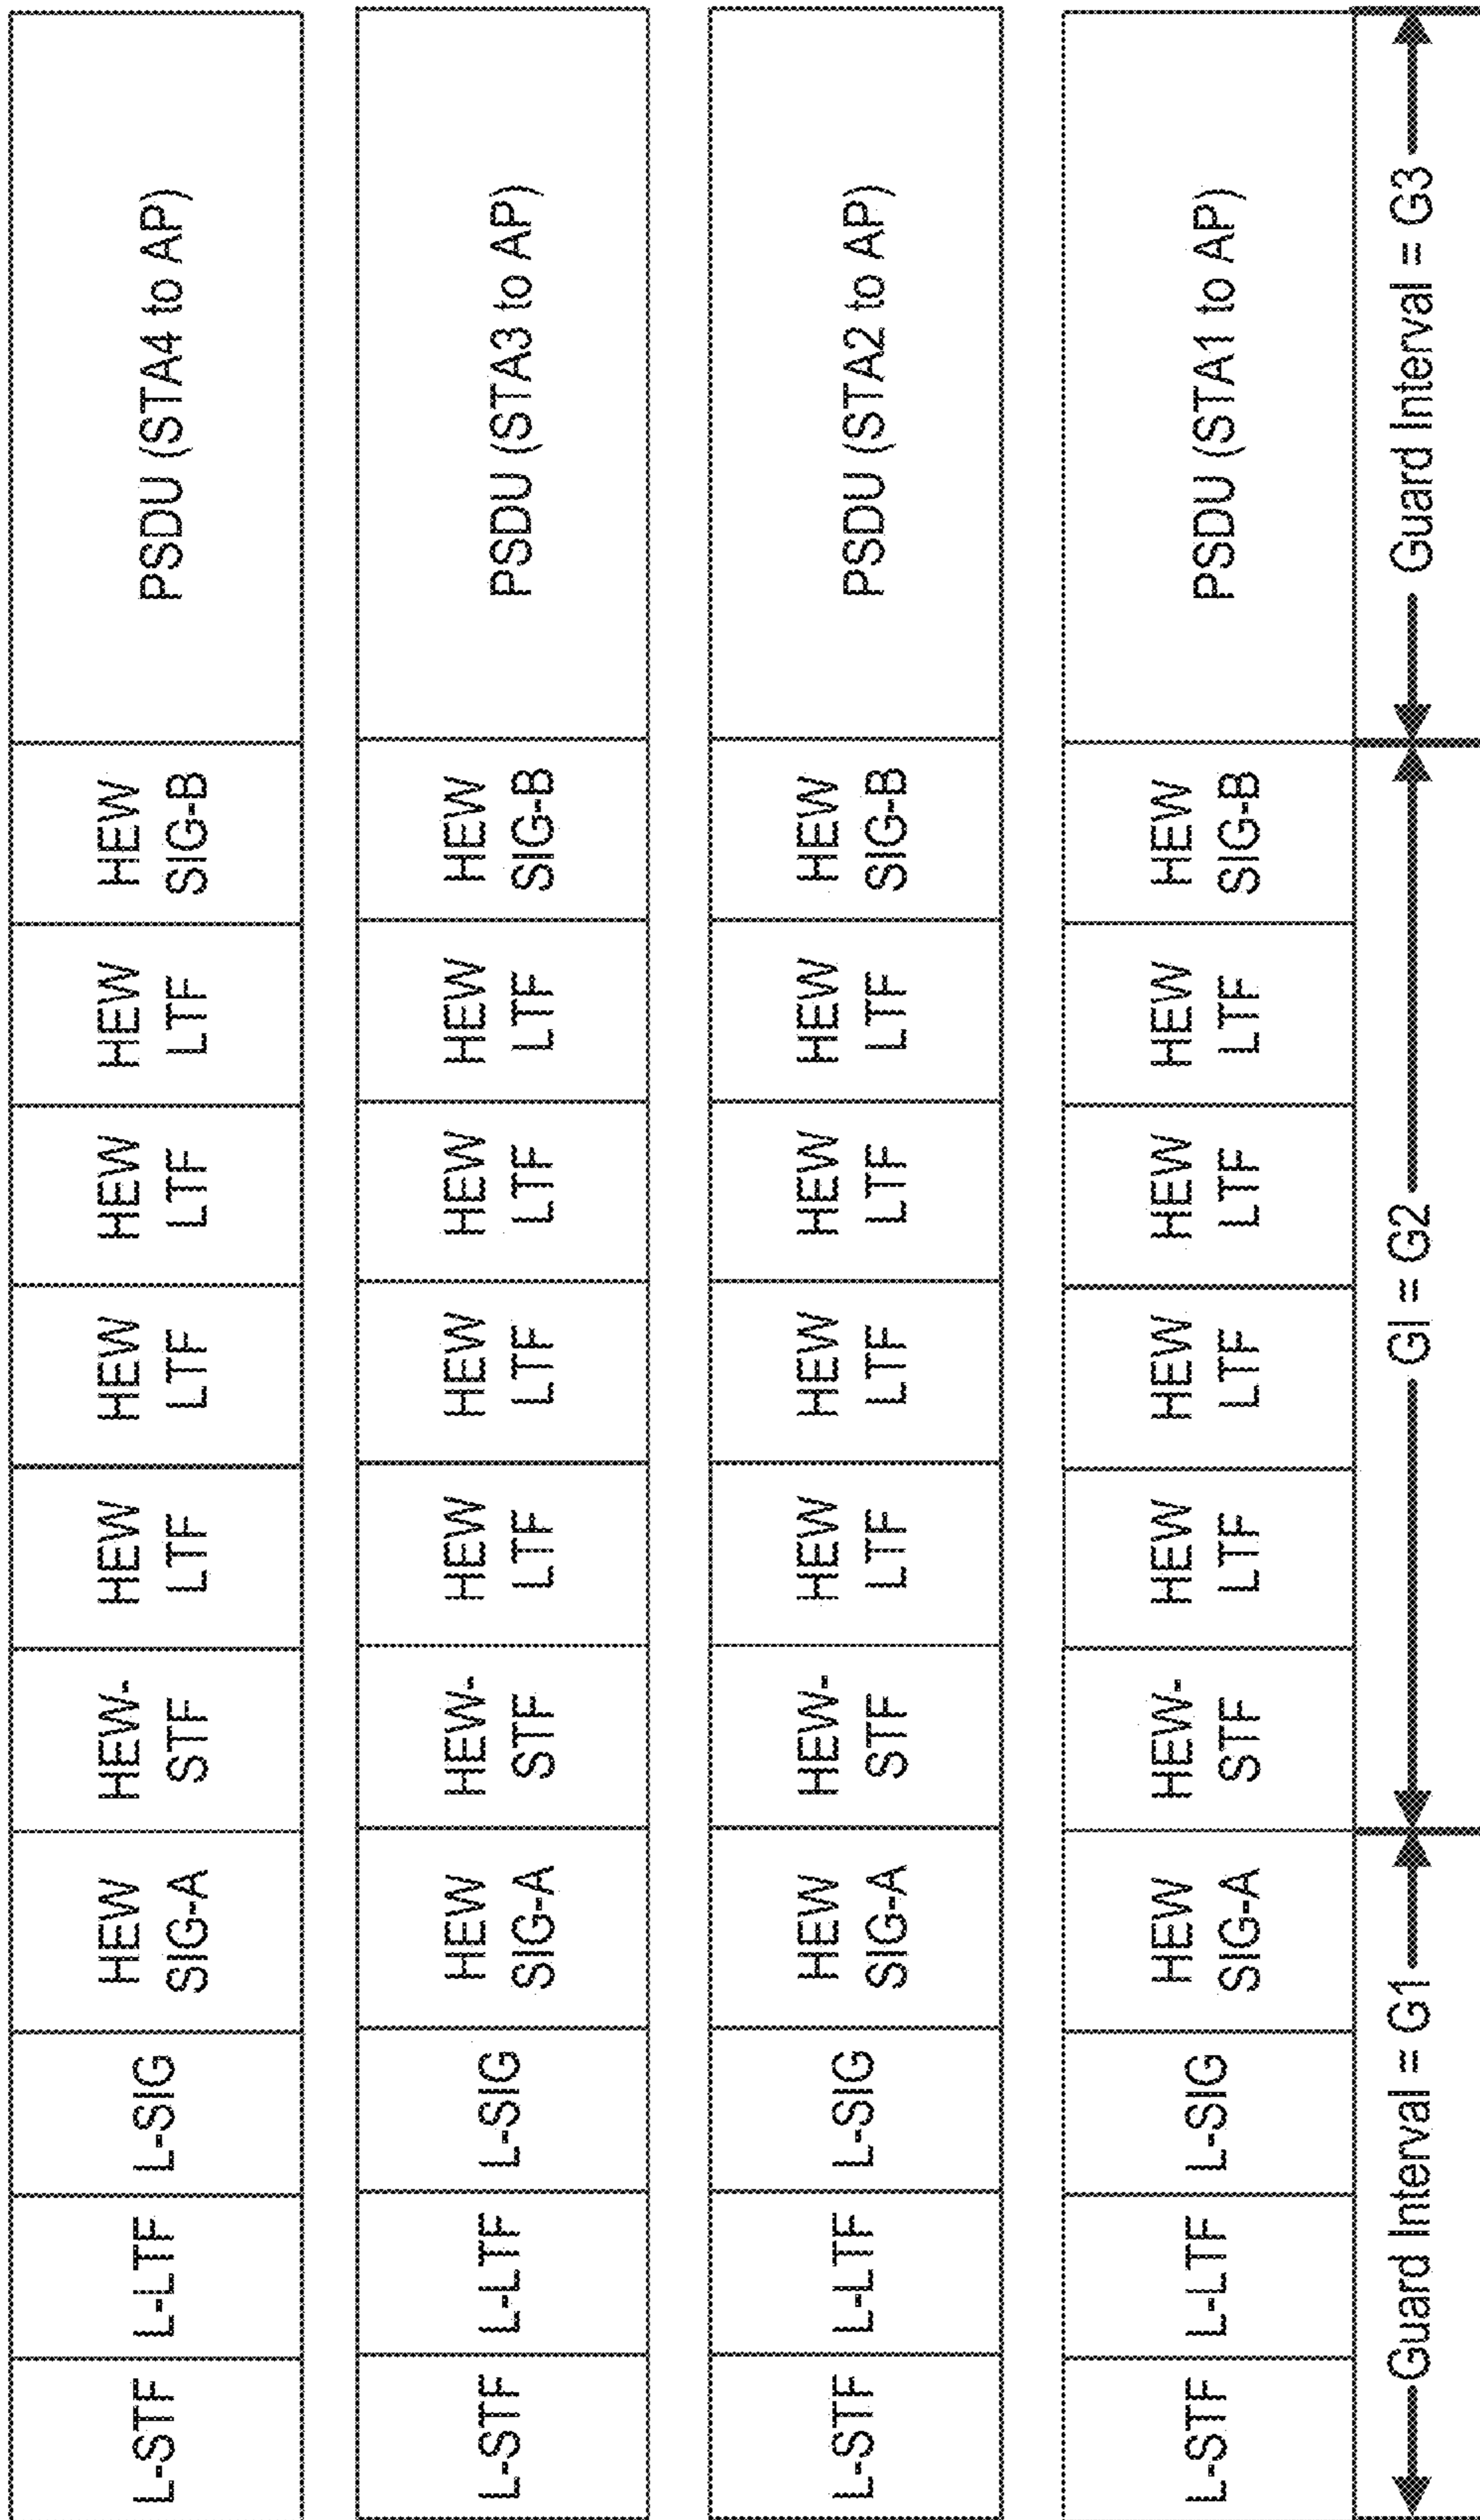 L-STF
L-LTF
L-SIG
HEW
SIG-A
HEW-
STF
HEW
LTF
HEW
LTF
HEW
LTF
HEW
LTF
HEW
SIG-B
PSDU (STA4 to AP)
L-STF
L-LTF
L-SIG
HEW
SIG-A
HEW-
STF
HEW
LTF
HEW
LTF
HEW
LTF
HEW
LTF
HEW
SIG-B
PSDU (STA3 to AP)
L-STF
L-LTF
L-SIG
HEW
SIG-A
HEW-
STF
HEW
LTF
HEW
LTF
HEW
LTF
HEW
LTF
HEW
SIG-B
PSDU (STA2 to AP)
L-STF
L-LTF
L-SIG
HEW
SIG-A
HEW-
STF
HEW
LTF
HEW
LTF
HEW
LTF
HEW
LTF
HEW
SIG-B
PSDU (STA1 to AP)
Guard Interval = G1
GI = G2
Guard Interval = G3